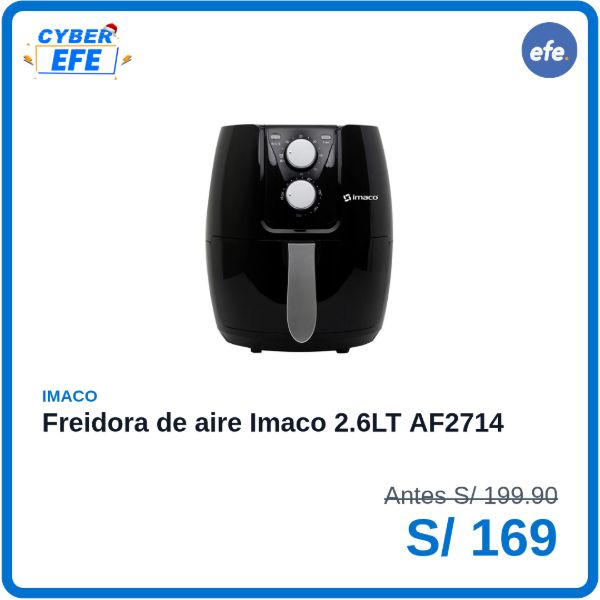 CYBER
EFE
efe.
imaco
IMACO
Freidora de aire Imaco 2.6LT AF2714
Antes S/ 199.90
S/ 169